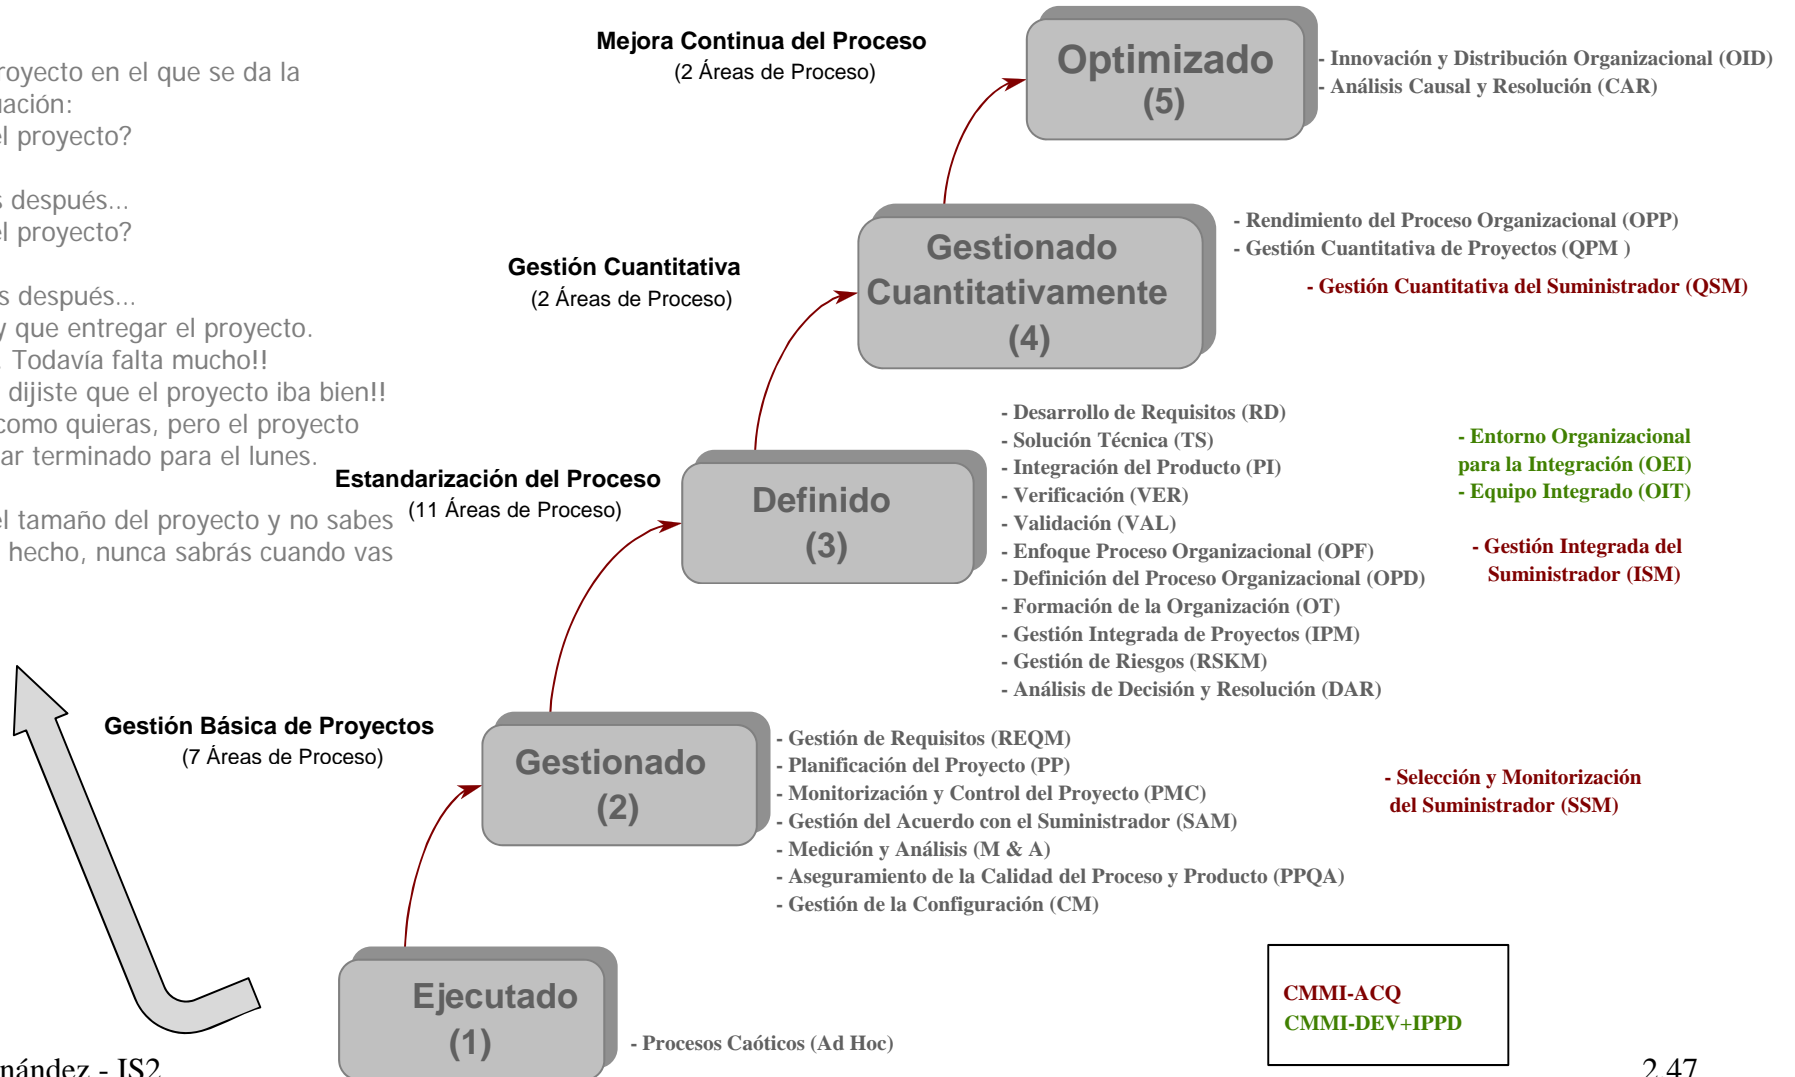 royecto en el que se da la
uación:
el proyecto?
s después...
el proyecto?
s después...
y que entregar el proyecto.
. Todavía falta mucho!!
dijiste que el proyecto iba bien!!
como quieras, pero el proyecto
ar terminado para el lunes.
el tamaño del proyecto y no sabes
hecho, nunca sabrás cuando vas
Mejora Continua del Proceso
(2 Áreas de Proceso)
Optimizado
(5)
- Innovación y Distribución Organizacional (OID)
- Análisis Causal y Resolución (CAR)
Gestión Cuantitativa
(2 Áreas de Proceso)
Gestionado
Cuantitativamente
(4)
- Rendimiento del Proceso Organizacional (OPP)
- Gestión Cuantitativa de Proyectos (QPM )
- Gestión Cuantitativa del Suministrador (QSM)
Estandarización del Proceso
(11 Áreas de Proceso)
Definido
(3)
- Desarrollo de Requisitos (RD)
- Solución Técnica (TS)
- Integración del Producto (PI)
- Verificación (VER)
- Validación (VAL)
- Enfoque Proceso Organizacional (OPF)
- Definición del Proceso Organizacional (OPD)
- Formación de la Organización (OT)
- Gestión Integrada de Proyectos (IPM)
- Gestión de Riesgos (RSKM)
- Análisis de Decisión y Resolución (DAR)
- Entorno Organizacional
para la Integración (OEI)
- Equipo Integrado (OIT)
- Gestión Integrada del
Suministrador (ISM)
Gestión Básica de Proyectos
(7 Áreas de Proceso)
Gestionado
(2)
- Gestión de Requisitos (REQM)
- Planificación del Proyecto (PP)
- Monitorización y Control del Proyecto (PMC)
- Gestión del Acuerdo con el Suministrador (SAM)
- Medición y Análisis (M & A)
- Aseguramiento de la Calidad del Proceso y Producto (PPQA)
- Gestión de la Configuración (CM)
- Selección y Monitorización
del Suministrador (SSM)
Ejecutado
(1)
- Procesos Caóticos (Ad Hoc)
CMMI-ACQ
CMMI-DEV+IPPD
nández - IS2
2.47